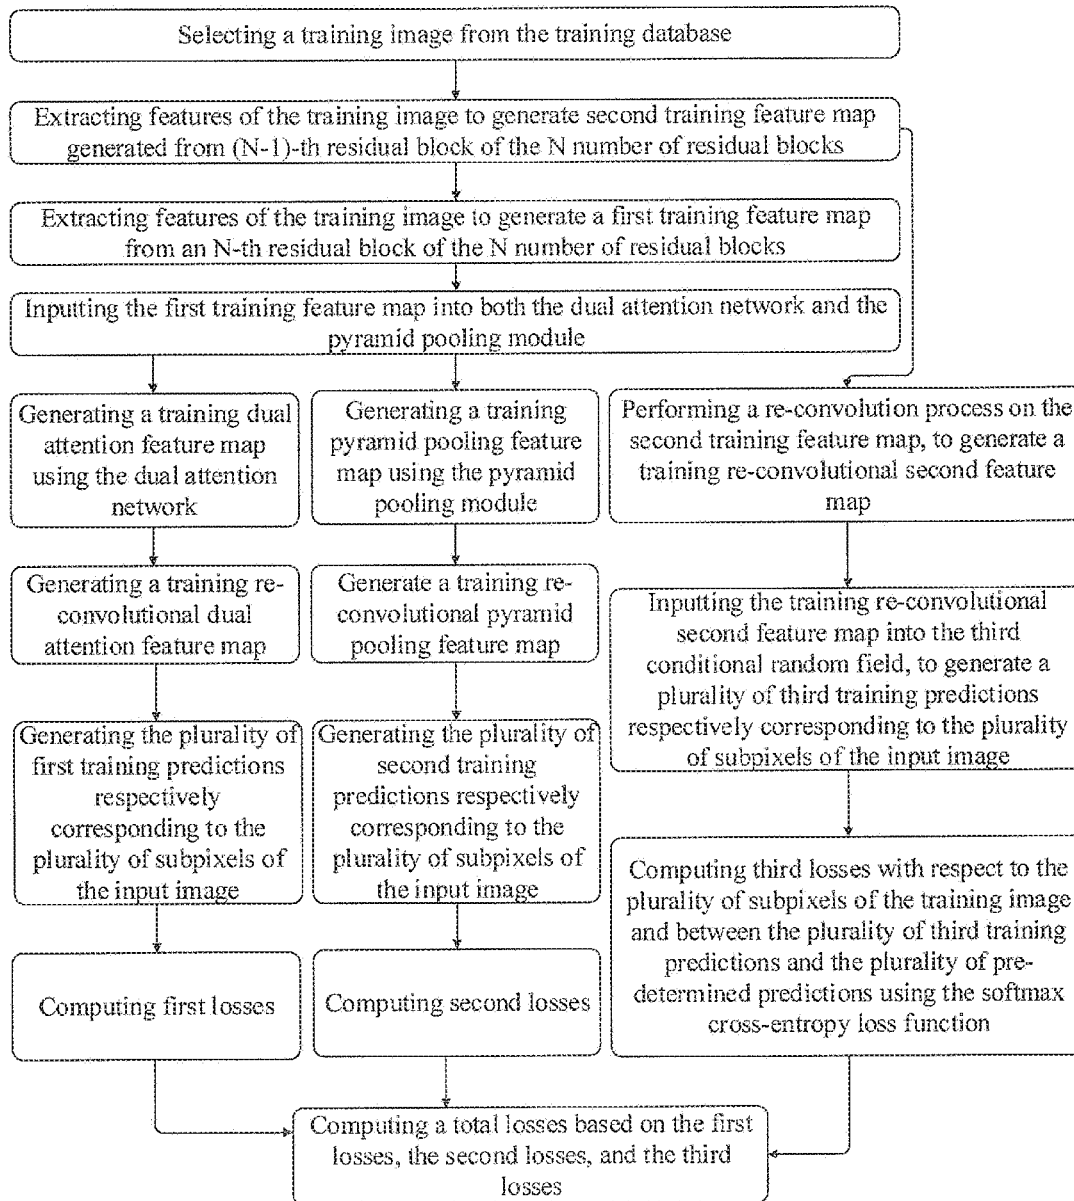 Selecting a training image from the training database
Extracting features of the training image to generate second training feature map
generated from (N-1)-th residual block of the N number of residual blocks
Extracting features of the training image to generate a first training feature map
from an N-th residual block of the N number of residual blocks
Inputting the first training feature map into both the dual attention network and the
pyramid pooling module
Generating a training dual
attention feature map
using the dual attention
network
Generating a training
pyramid pooling feature
map using the pyramid
pooling module
Performing a re-convolution process on the
second training feature map, to generate a
training re-convolutional second feature
map
Generating a training re-
convolutional dual
attention feature map
Generate a training re-
convolutional pyramid
pooling feature map
Inputting the training re-convolutional
second feature map into the third
conditional random field, to generate a
plurality of third training predictions
respectively corresponding to the plurality
of subpixels of the input image
Generating the plurality of
first training predictions
respectively
corresponding to the
plurality of subpixels of
the input image
Generating the plurality of
second training
predictions respectively
corresponding to the
plurality of subpixels of
the input image
Computing third losses with respect to the
plurality of subpixels of the training image
and between the plurality of third training
predictions and the plurality of pre-
determined predictions using the softmax
cross-entropy loss function
Computing first losses
Computing second losses
Computing a total losses based on the first
losses, the second losses, and the third
losses